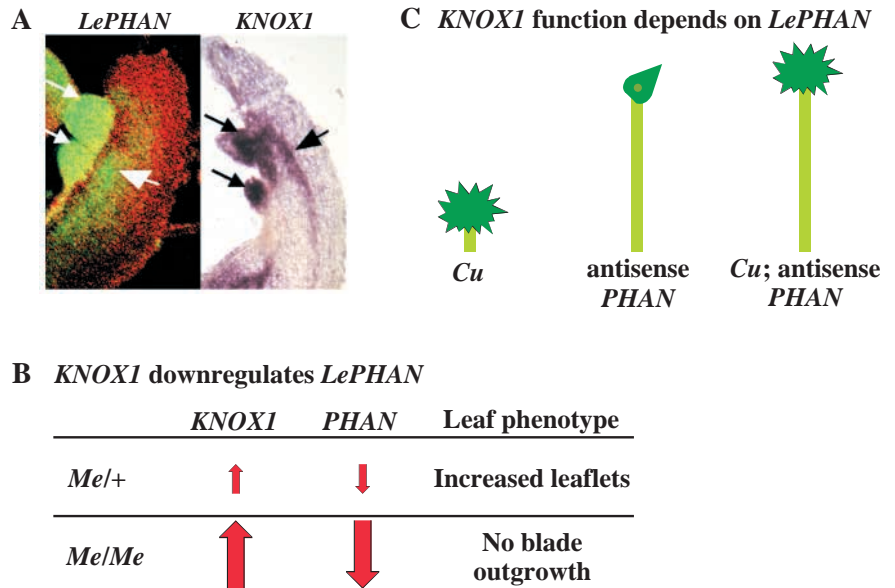 A
LePHAN KNOX1
C KNOX1 function depends on LePHAN
Cu
antisense
PHAN
Cu; antisense
PHAN
B KNOX1 downregulates LePHAN
KNOX1 PHAN Leaf phenotype
Me/+ Increased leaflets
Me/Me No blade
outgrowth